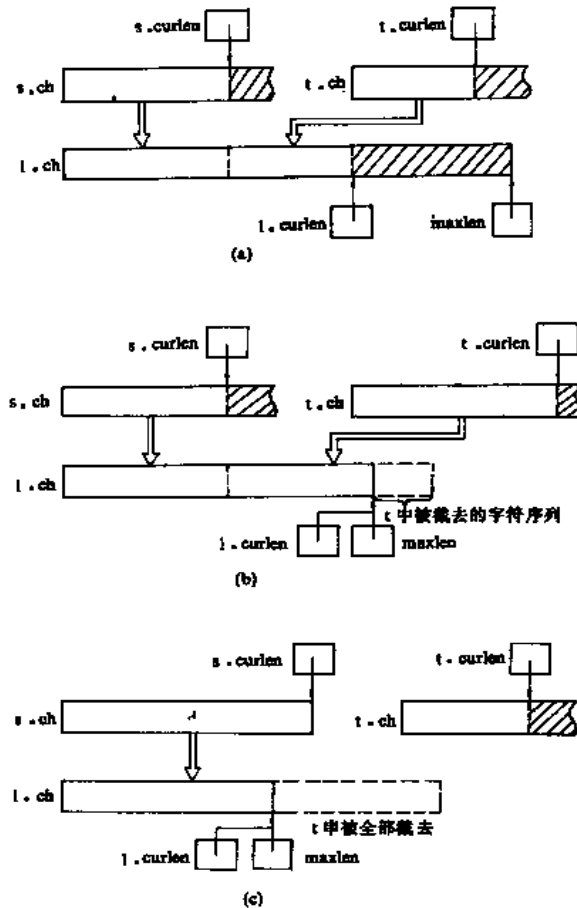 s.curlen t.curlen
s.ch t.ch
l.ch
l.curlen maxlen
(a)
s.curlen t.curlen
s.ch t.ch
l.ch
t中被截去的字符序列
l.curlen maxlen
(b)
s.curlen t.curlen
s.ch t.ch
l.ch
t串被全部截去
l.curlen maxlen
(c)